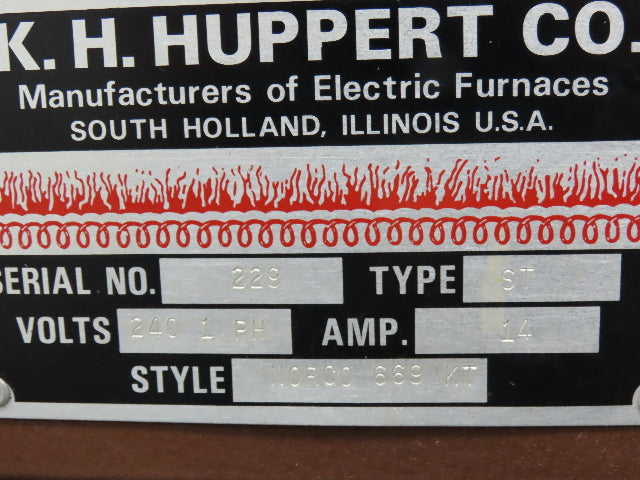 K. H. HUPPERT CO.
Manufacturers of Electric Furnaces
SOUTH HOLLAND, ILLINOIS U.S.A.
SERIAL NO. 229 TYPE ST
VOLTS 240 1 PH AMP. 14
STYLE NORCO 669 KT